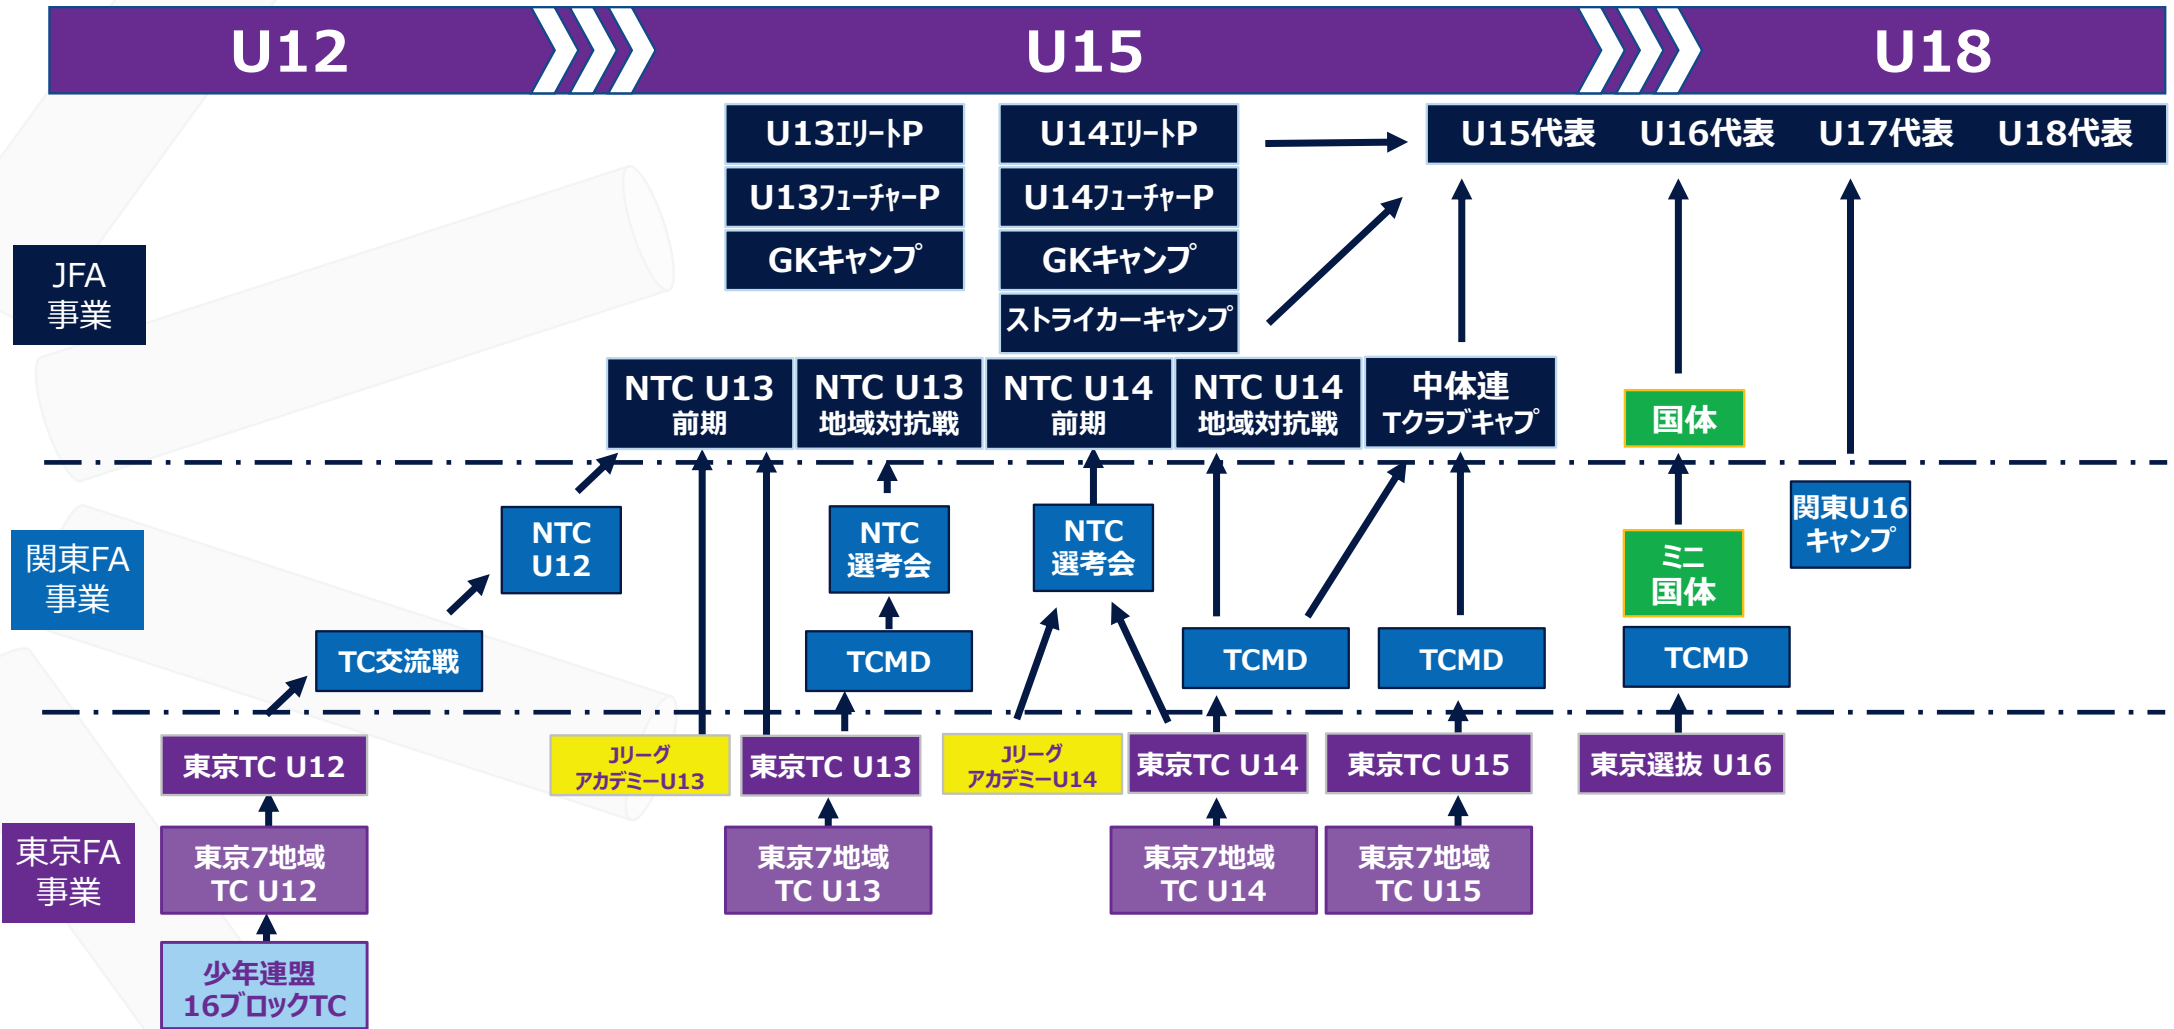 U12
U15
U18
U13エリートP
U14エリートP
U15代表 U16代表 U17代表 U18代表
U13フューチャーP
U14フューチャーP
GKキャンプ
GKキャンプ
ストライカーキャンプ
JFA
事業
NTC U13
前期
NTC U13
地域対抗戦
NTC U14
前期
NTC U14
地域対抗戦
中体連
Tクラブキャプ
国体
関東FA
事業
NTC
U12
NTC
選考会
NTC
選考会
関東U16
キャンプ
ミニ
国体
TC交流戦
TCMD
TCMD
TCMD
TCMD
東京FA
事業
東京TC U12
Jリーグ
アカデミーU13
東京TC U13
Jリーグ
アカデミーU14
東京TC U14
東京TC U15
東京選抜 U16
東京7地域
TC U12
東京7地域
TC U13
東京7地域
TC U14
東京7地域
TC U15
少年連盟
16ブロックTC